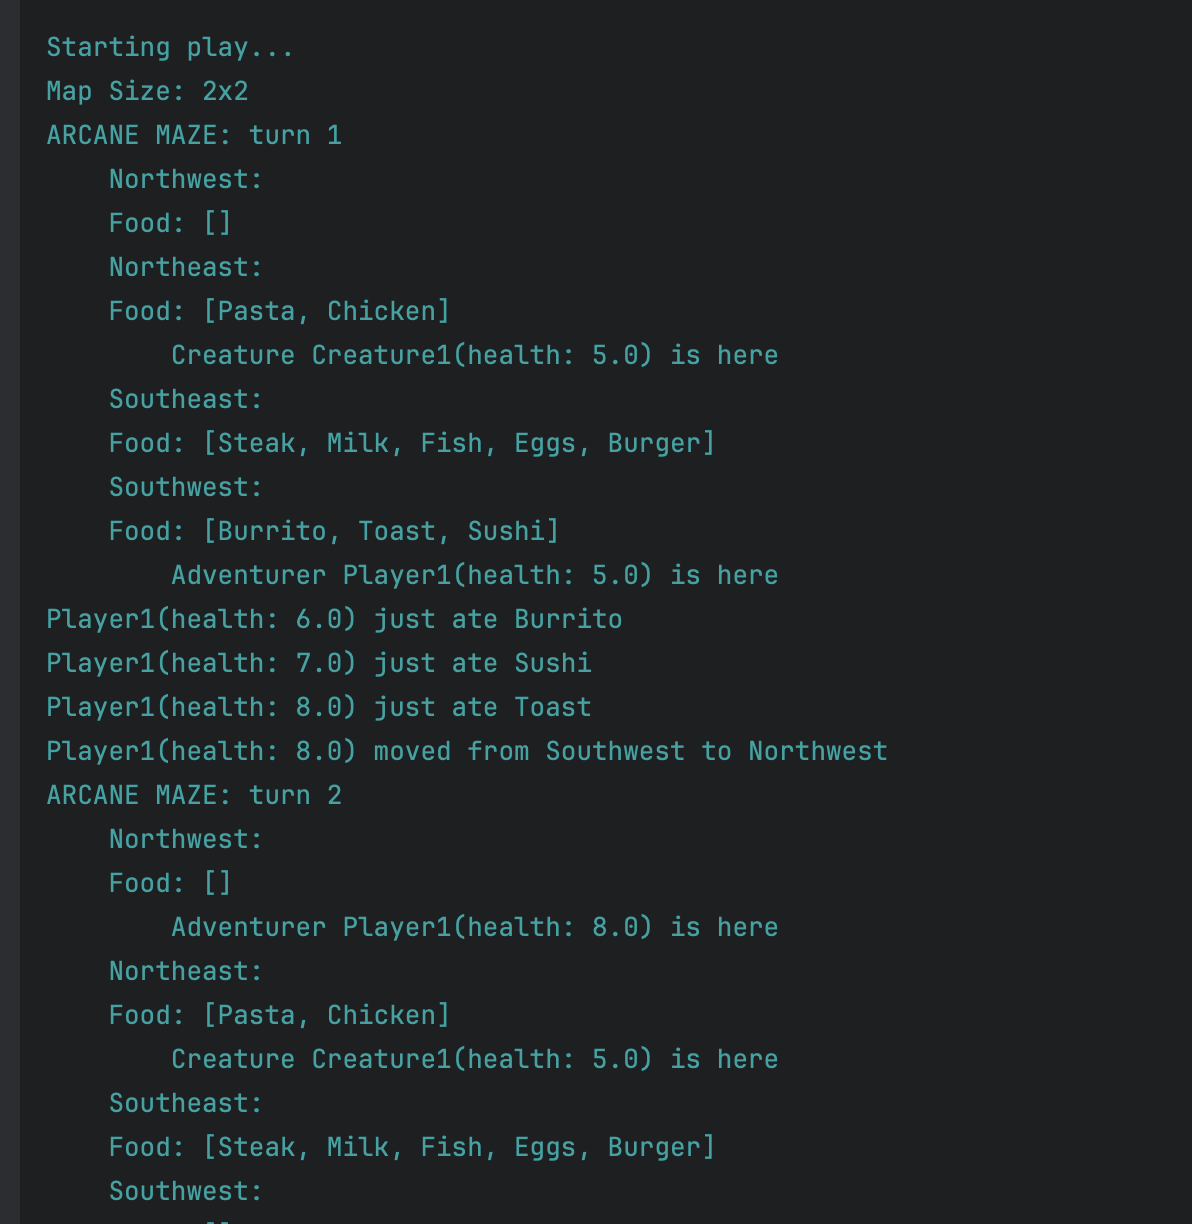 Starting play...
Map Size: 2x2
ARCANE MAZE: turn 1
Northwest:
Food: []
Northeast:
Food: [Pasta, Chicken]
Creature Creature1(health: 5.0) is here
Southeast:
Food: [Steak, Milk, Fish, Eggs, Burger]
Southwest:
Food: [Burrito, Toast, Sushi]
Adventurer Player1(health: 5.0) is here
Player1(health: 6.0) just ate Burrito
Player1(health: 7.0) just ate Sushi
Player1(health: 8.0) just ate Toast
Player1(health: 8.0) moved from Southwest to Northwest
ARCANE MAZE: turn 2
Northwest:
Food: []
Adventurer Player1(health: 8.0) is here
Northeast:
Food: [Pasta, Chicken]
Creature Creature1(health: 5.0) is here
Southeast:
Food: [Steak, Milk, Fish, Eggs, Burger]
Southwest: